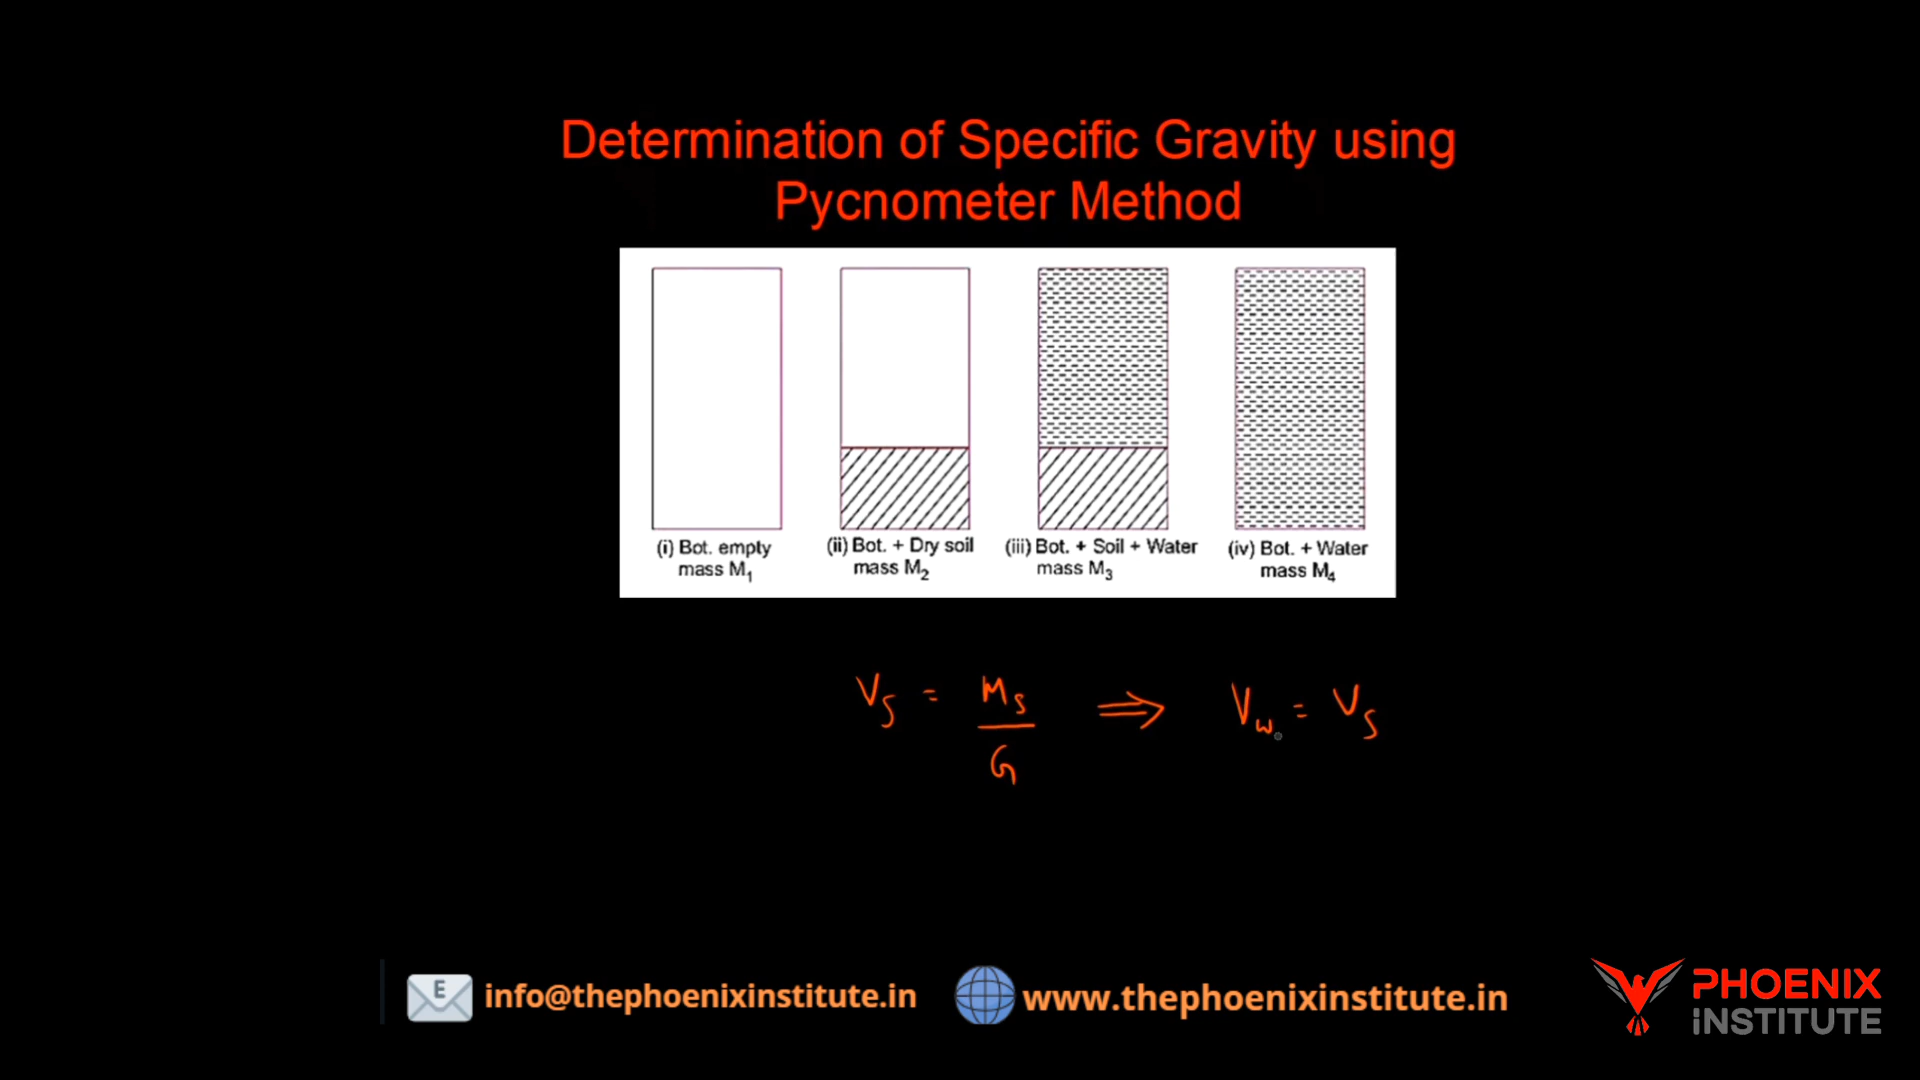 Determination of Specific Gravity using
Pycnometer Method
(i) Bot. empty
mass M₁
(ii) Bot. + Dry soil
mass M₂
(iii) Bot. + Soil + Water
mass M₃
(iv) Bot. + Water
mass M₄
Vs = Ms / G ⇒ Vw = Vs
E
info@thephoenixinstitute.in
www.thephoenixinstitute.in
PHOENIX
iNSTITUTE